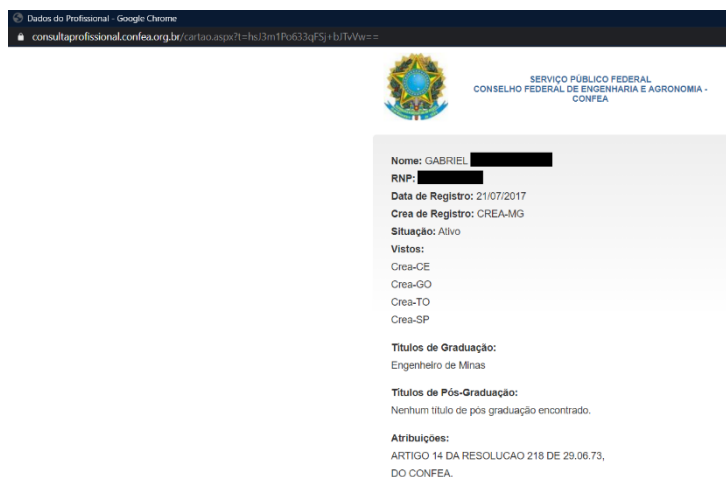 Dados do Profissional - Google Chrome
consultaprofissional.confea.org.br/cartao.aspx?t=hsJ3m1Po633qFSj+bJTvVw==
SERVIÇO PÚBLICO FEDERAL
CONSELHO FEDERAL DE ENGENHARIA E AGRONOMIA -
CONFEA
Nome: GABRIEL
RNP:
Data de Registro: 21/07/2017
Crea de Registro: CREA-MG
Situação: Ativo
Vistos:
Crea-CE
Crea-GO
Crea-TO
Crea-SP
Títulos de Graduação:
Engenheiro de Minas
Títulos de Pós-Graduação:
Nenhum título de pós graduação encontrado.
Atribuições:
ARTIGO 14 DA RESOLUCAO 218 DE 29.06.73,
DO CONFEA.